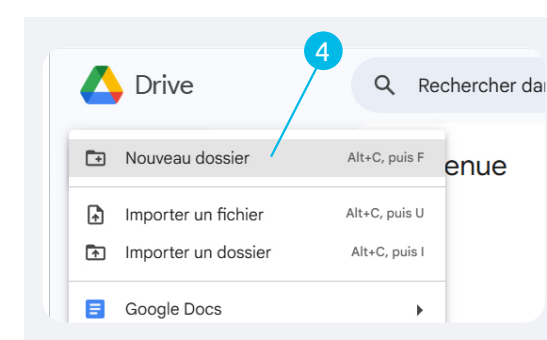 4
Drive
Rechercher da
Nouveau dossier Alt+C, puis F
enue
Importer un fichier Alt+C, puis U
Importer un dossier Alt+C, puis I
Google Docs